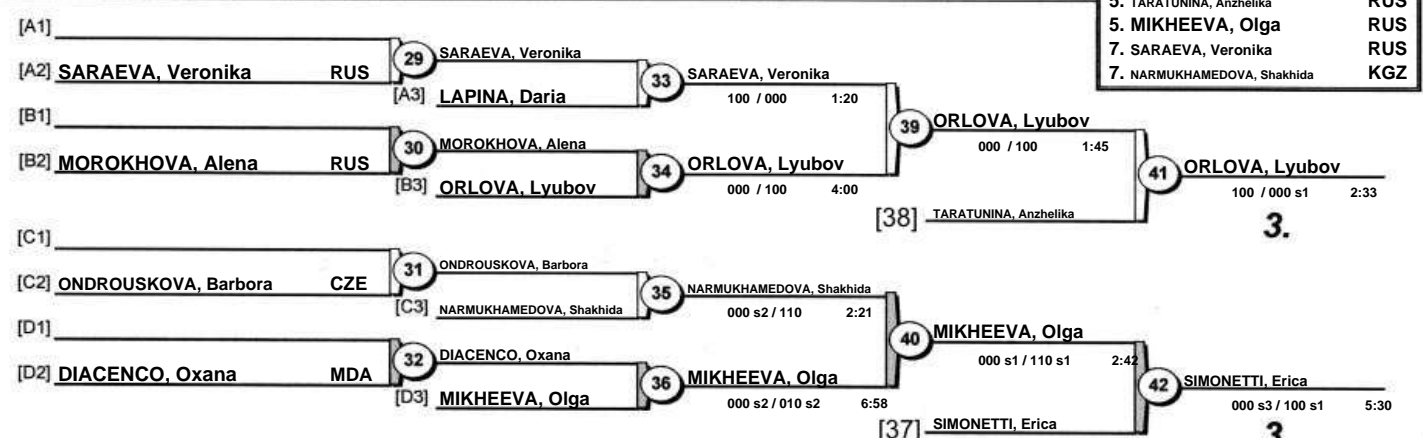 5. TARATUNINA, Anzhelika RUS
5. MIKHEEVA, Olga RUS
7. SARAEVA, Veronika RUS
7. NARMUKHAMEDOVA, Shakhida KGZ
[A1]
[A2] SARAEVA, Veronika RUS
29
SARAEVA, Veronika
[A3] LAPINA, Daria
33
SARAEVA, Veronika
100 / 000 1:20
[B1]
[B2] MOROKHOVA, Alena RUS
30
MOROKHOVA, Alena
[B3] ORLOVA, Lyubov
34
ORLOVA, Lyubov
000 / 100 4:00
39
ORLOVA, Lyubov
000 / 100 1:45
[38] TARATUNINA, Anzhelika
41
ORLOVA, Lyubov
100 / 000 s1 2:33
3.
[C1]
[C2] ONDROUSKOVA, Barbora CZE
31
ONDROUSKOVA, Barbora
[C3] NARMUKHAMEDOVA, Shakhida
35
NARMUKHAMEDOVA, Shakhida
000 s2 / 110 2:21
[D1]
[D2] DIACENCO, Oxana MDA
32
DIACENCO, Oxana
[D3] MIKHEEVA, Olga
36
MIKHEEVA, Olga
000 s2 / 010 s2 6:58
40
MIKHEEVA, Olga
000 s1 / 110 s1 2:42
[37] SIMONETTI, Erica
42
SIMONETTI, Erica
000 s3 / 100 s1 5:30
3.